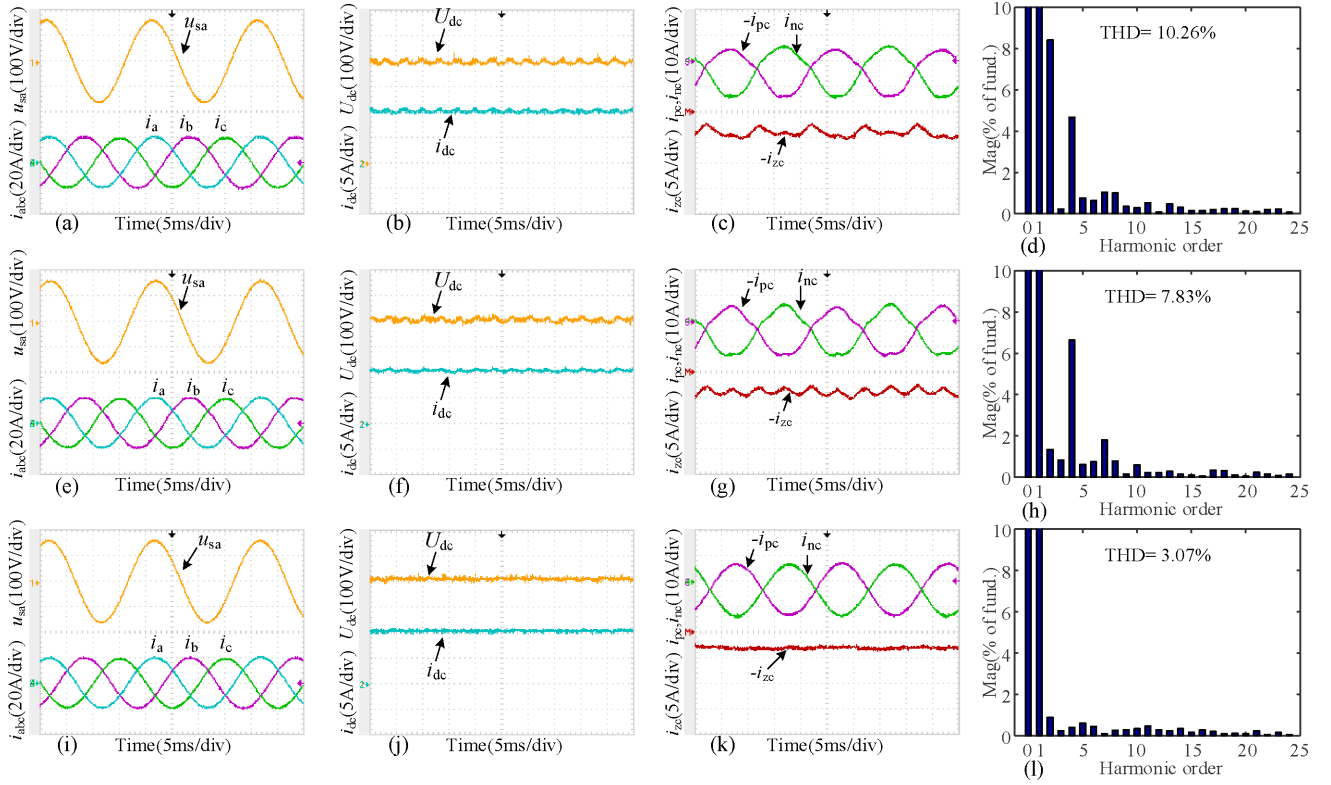 u_sa(100V/div)
u_sa
i_abc(20A/div)
i_a i_b i_c
(a) Time(5ms/div)
U_dc(100V/div)
U_dc
i_dc(5A/div)
i_dc
(b) Time(5ms/div)
i_pc,i_nc(10A/div)
-i_pc i_nc
i_zc(5A/div)
-i_zc
(c) Time(5ms/div)
Mag(% of fund.)
THD= 10.26%
10
8
6
4
2
0
0 1 5 10 15 20 25
(d) Harmonic order
u_sa(100V/div)
u_sa
i_abc(20A/div)
i_a i_b i_c
(e) Time(5ms/div)
U_dc(100V/div)
U_dc
i_dc(5A/div)
i_dc
(f) Time(5ms/div)
i_pc,i_nc(10A/div)
-i_pc i_nc
i_zc(5A/div)
-i_zc
(g) Time(5ms/div)
Mag(% of fund.)
THD= 7.83%
10
8
6
4
2
0
0 1 5 10 15 20 25
(h) Harmonic order
u_sa(100V/div)
u_sa
i_abc(20A/div)
i_a i_b i_c
(i) Time(5ms/div)
U_dc(100V/div)
U_dc
i_dc(5A/div)
i_dc
(j) Time(5ms/div)
i_pc,i_nc(10A/div)
-i_pc i_nc
i_zc(5A/div)
-i_zc
(k) Time(5ms/div)
Mag(% of fund.)
THD= 3.07%
10
8
6
4
2
0
0 1 5 10 15 20 25
(l) Harmonic order